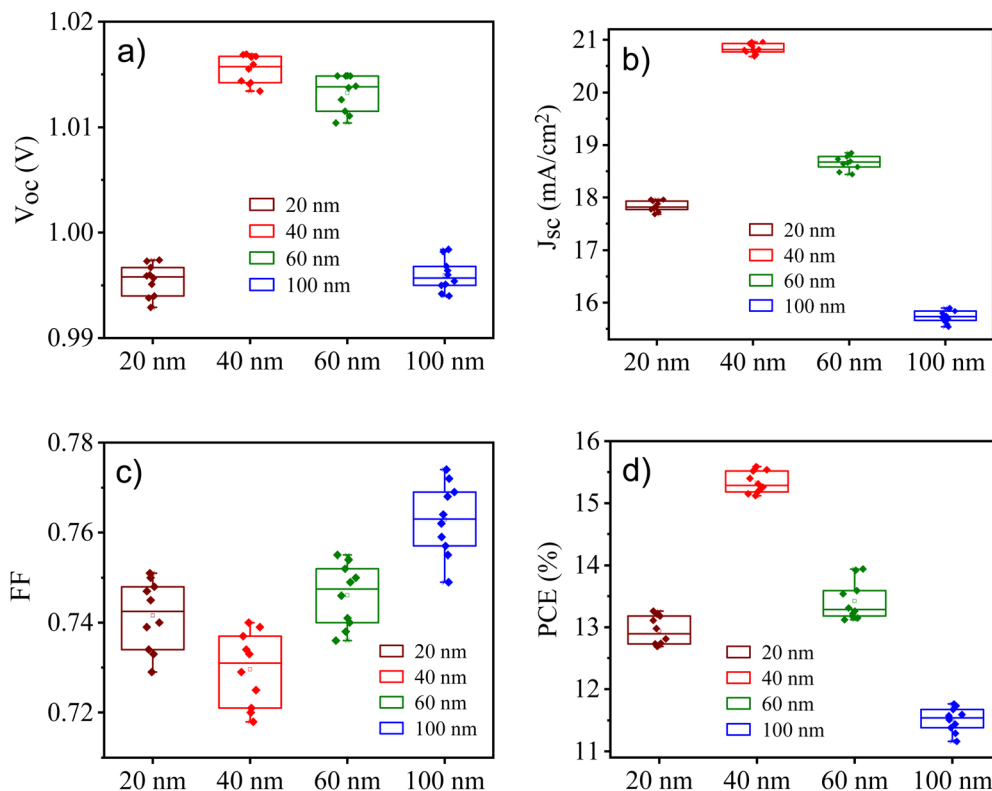 a)
1.02
1.01
1.00
0.99
V_OC (V)
20 nm
40 nm
60 nm
100 nm
20 nm 40 nm 60 nm 100 nm
b)
21
20
19
18
17
16
J_SC (mA/cm²)
20 nm
40 nm
60 nm
100 nm
20 nm 40 nm 60 nm 100 nm
c)
0.78
0.76
0.74
0.72
FF
20 nm
40 nm
60 nm
100 nm
20 nm 40 nm 60 nm 100 nm
d)
16
15
14
13
12
11
PCE (%)
20 nm
40 nm
60 nm
100 nm
20 nm 40 nm 60 nm 100 nm